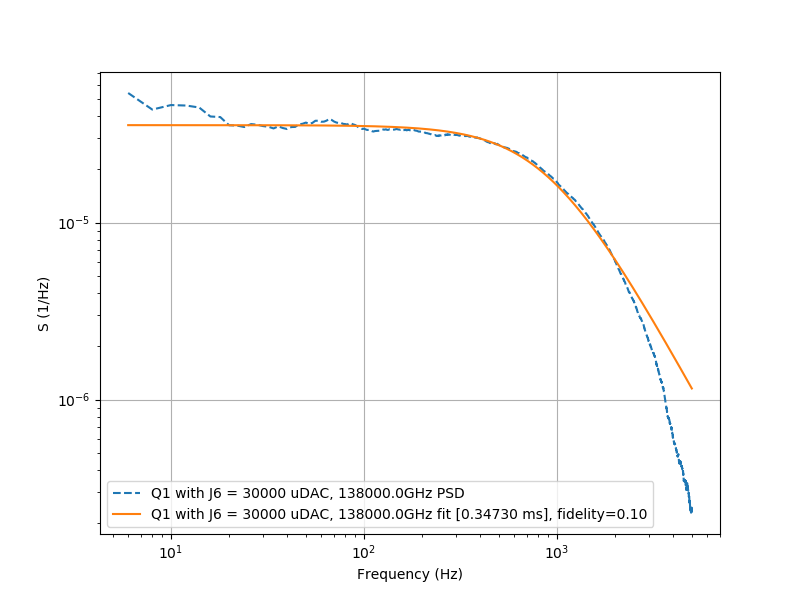 10⁻⁵
10⁻⁶
S (1/Hz)
Q1 with J6 = 30000 uDAC, 138000.0GHz PSD
Q1 with J6 = 30000 uDAC, 138000.0GHz fit [0.34730 ms], fidelity=0.10
10¹ 10² 10³
Frequency (Hz)